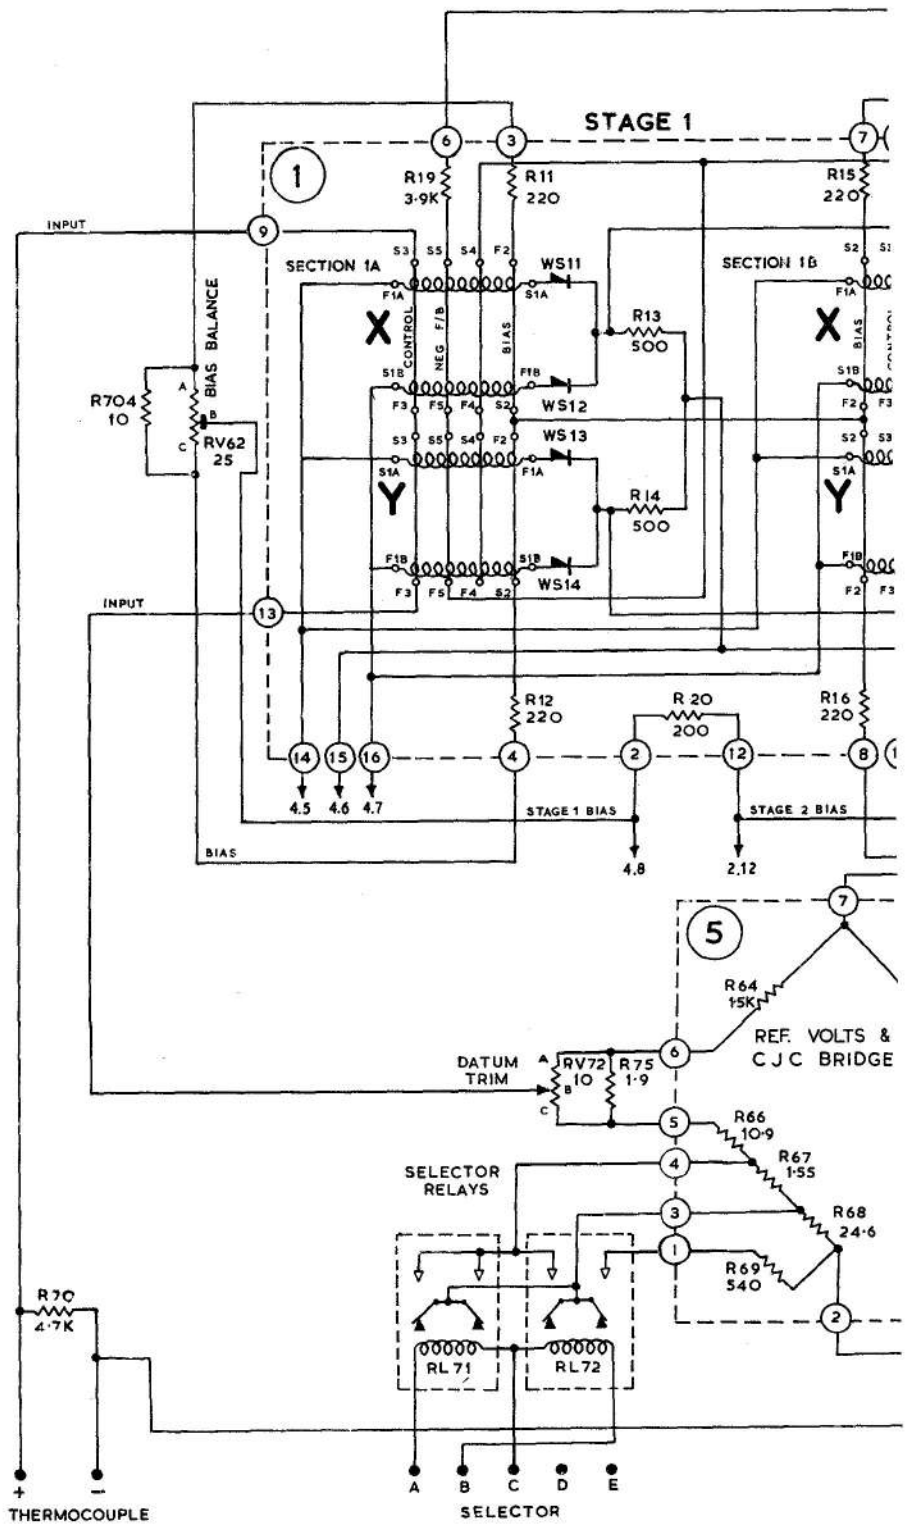 STAGE 1
6
3
7
1
R19
3.9K
R11
220
R15
220
INPUT
9
S3
S5
S4
F2
S2
SECTION 1A
WS11
SECTION 1B
F1A
S1A
F1A
X
CONTROL
NEG F/B
BIAS
R13
500
X
BIAS
CONTROL
BIAS BALANCE
S1B
F1B
S1B
F3
F5
F4
S2
WS12
F2
F3
R704
10
A
B
C
RV62
25
S3
S5
S4
F2
WS13
S2
S3
S1A
F1A
S1A
Y
R14
500
Y
F1B
S1B
F1B
F3
F5
F4
S2
WS14
F2
F3
INPUT
13
R12
220
R 20
200
R16
220
14
15
16
4
2
12
8
4.5
4.6
4.7
STAGE 1 BIAS
STAGE 2 BIAS
BIAS
4.8
2.12
7
5
R64
1.5K
REF. VOLTS &
CJC BRIDGE
6
DATUM
TRIM
A
B
C
RV72
10
R75
1.9
5
R66
10.9
4
R67
1.55
SELECTOR
RELAYS
3
R68
24.6
1
R69
540
2
R70
4.7K
RL71
RL72
+
−
A
B
C
D
E
THERMOCOUPLE
SELECTOR